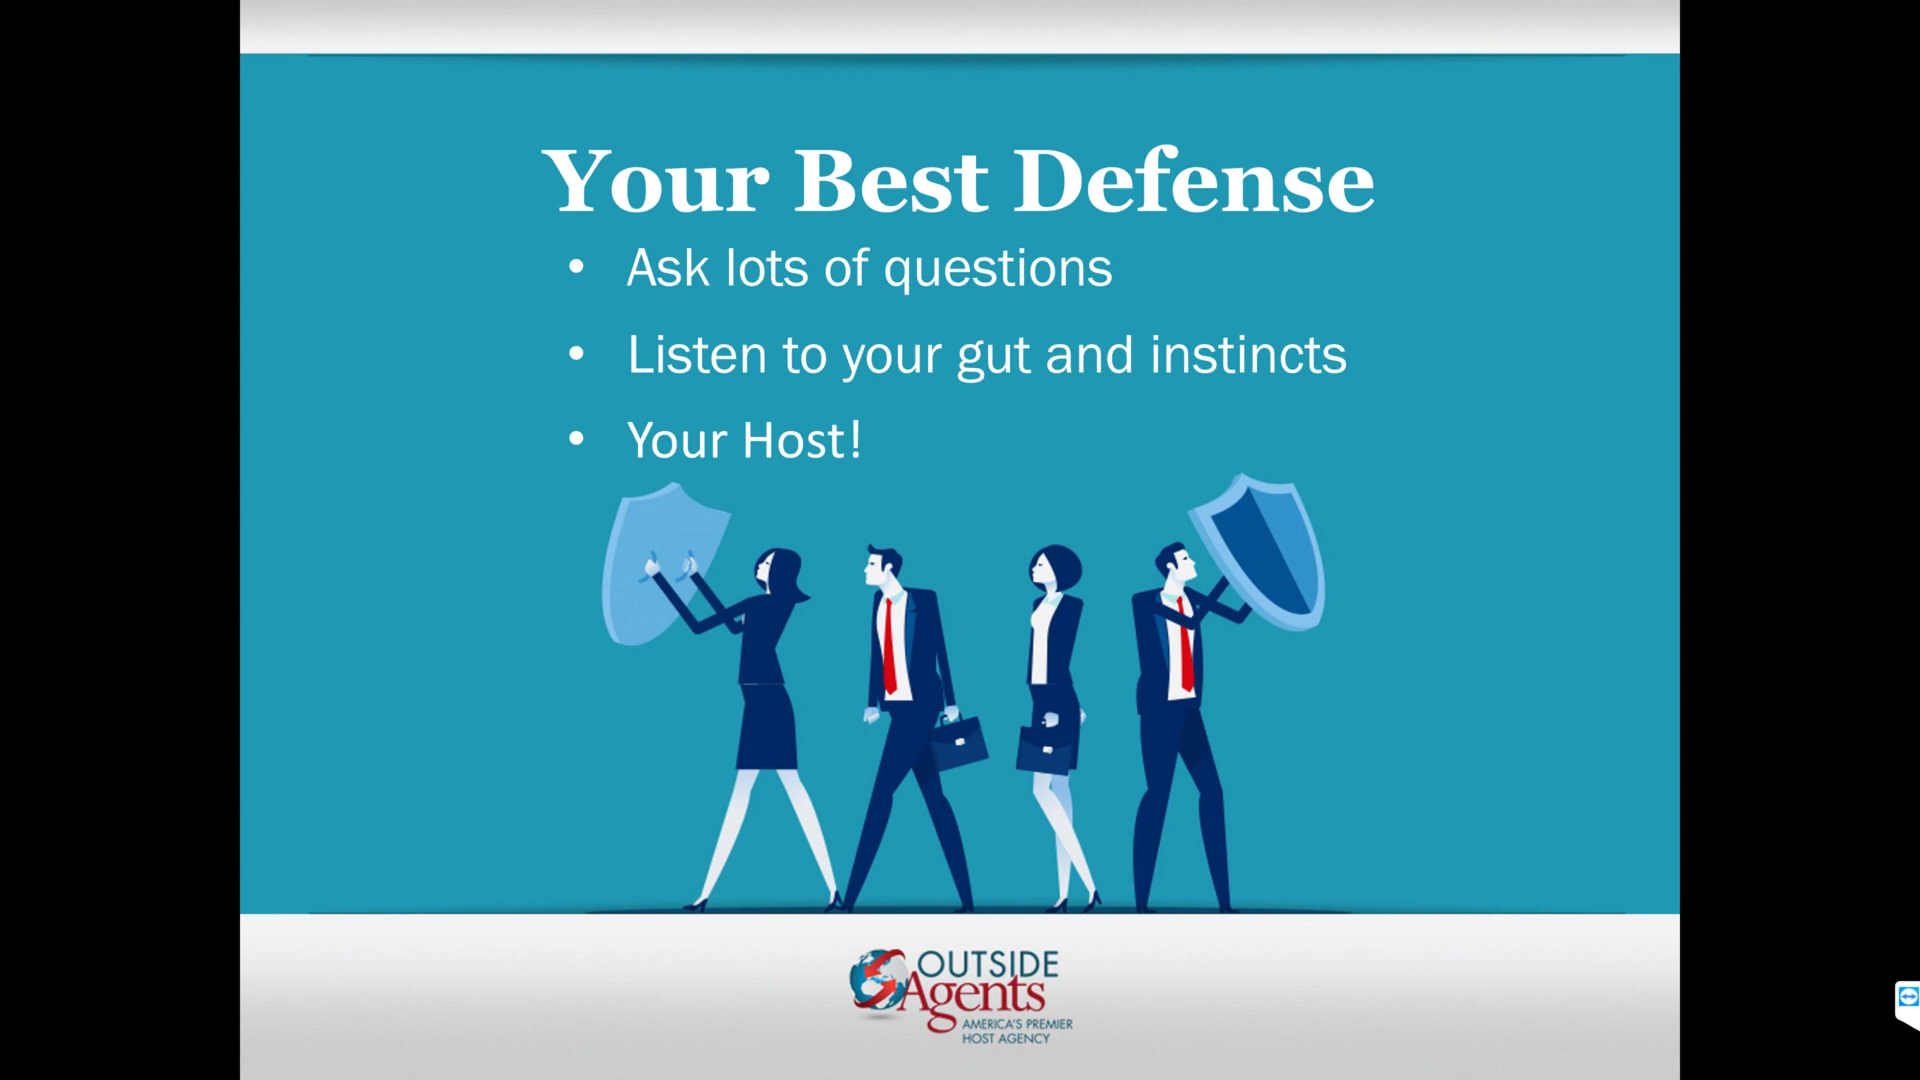 Your Best Defense
• Ask lots of questions
• Listen to your gut and instincts
• Your Host!
OUTSIDE
Agents
AMERICA'S PREMIER
HOST AGENCY